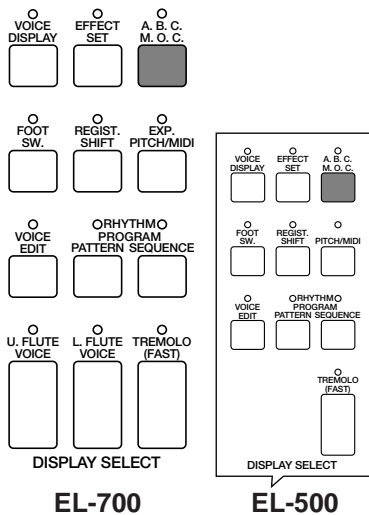 VOICE DISPLAY
EFFECT SET
A. B. C. M. O. C.
FOOT SW.
REGIST. SHIFT
EXP. PITCH/MIDI
VOICE EDIT
RHYTHM
PROGRAM
PATTERN SEQUENCE
U. FLUTE VOICE
L. FLUTE VOICE
TREMOLO (FAST)
DISPLAY SELECT
EL-700
VOICE DISPLAY
EFFECT SET
A. B. C. M. O. C.
FOOT SW.
REGIST. SHIFT
PITCH/MIDI
VOICE EDIT
RHYTHM
PROGRAM
PATTERN SEQUENCE
TREMOLO (FAST)
DISPLAY SELECT
EL-500